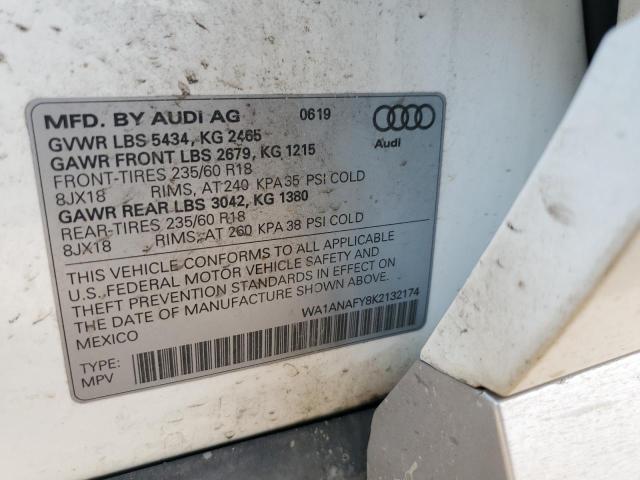 MFD. BY AUDI AG 0619
GVWR LBS 5434, KG 2465
GAWR FRONT LBS 2679, KG 1215
FRONT-TIRES 235/60 R18
8JX18 RIMS, AT 240 KPA 35 PSI COLD
GAWR REAR LBS 3042, KG 1380
REAR-TIRES 235/60 R18
8JX18 RIMS, AT 260 KPA 38 PSI COLD
Audi
THIS VEHICLE CONFORMS TO ALL APPLICABLE
U.S. FEDERAL MOTOR VEHICLE SAFETY AND
THEFT PREVENTION STANDARDS IN EFFECT ON
THE DATE OF MANUFACTURE SHOWN ABOVE.
MEXICO WA1ANAFY8K2132174
TYPE:
MPV